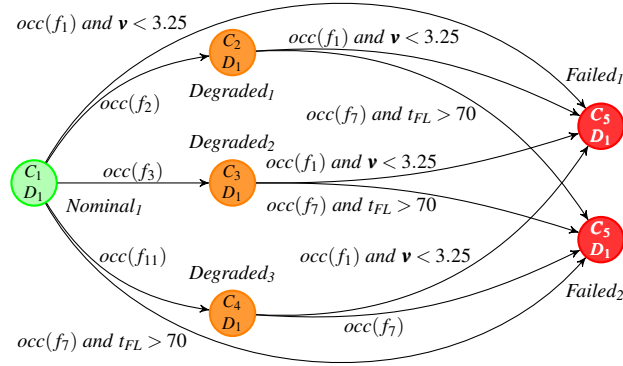 occ(f₁) and v < 3.25
occ(f₁) and v < 3.25
C₂
D₁
Degraded₁
Failed₁
occ(f₂)
occ(f₇) and t_FL > 70
C₅
D₁
Degraded₂
occ(f₁) and v < 3.25
C₁
D₁
occ(f₃)
C₃
D₁
Nominal₁
occ(f₇) and t_FL > 70
C₅
D₁
occ(f₁₁)
Degraded₃
occ(f₁) and v < 3.25
Failed₂
C₄
D₁
occ(f₇)
occ(f₇) and t_FL > 70